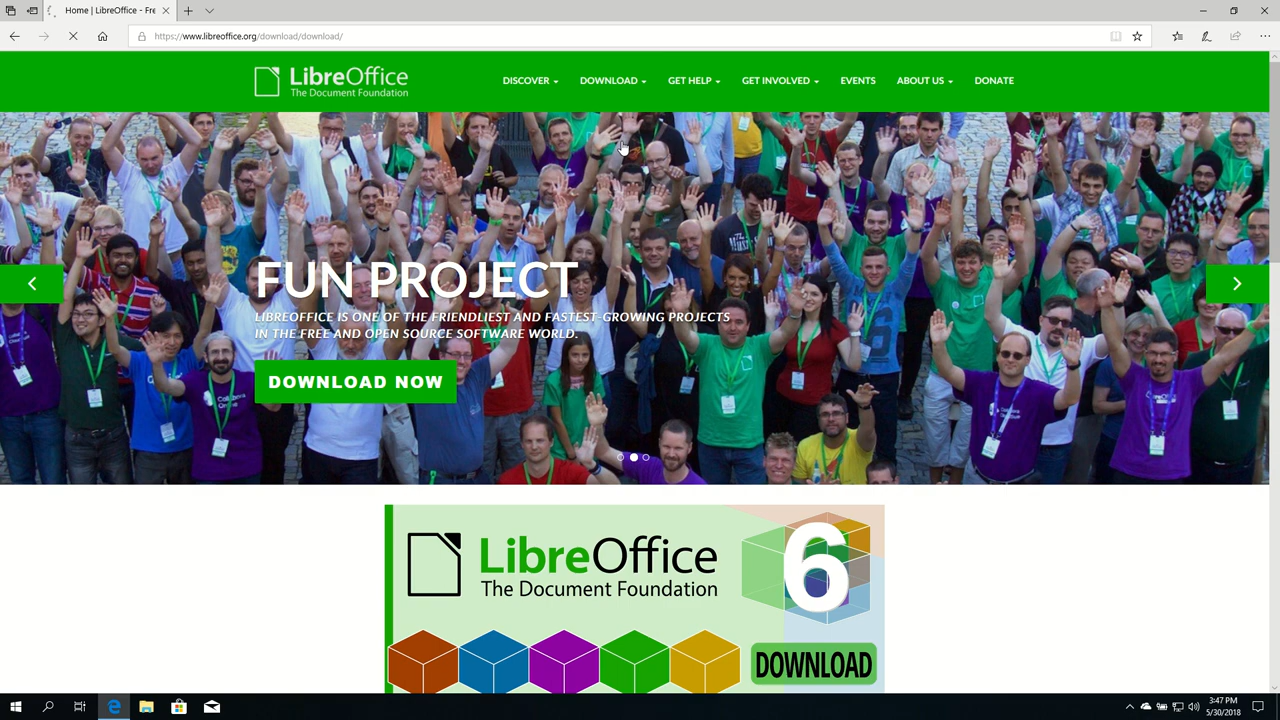 Home | LibreOffice - Fre
https://www.libreoffice.org/download/download/
LibreOffice
The Document Foundation
DISCOVER
DOWNLOAD
GET HELP
GET INVOLVED
EVENTS
ABOUT US
DONATE
FUN PROJECT
LIBREOFFICE IS ONE OF THE FRIENDLIEST AND FASTEST-GROWING PROJECTS
IN THE FREE AND OPEN SOURCE SOFTWARE WORLD.
DOWNLOAD NOW
LibreOffice
The Document Foundation
6
DOWNLOAD
3:47 PM
5/30/2018